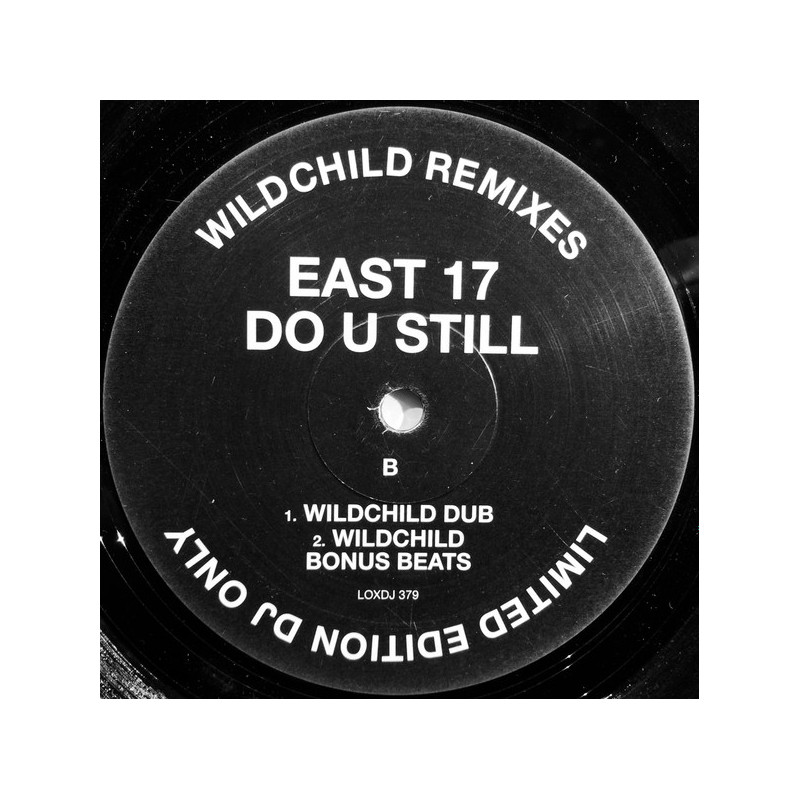 WILDCHILD REMIXES
EAST 17
DO U STILL
B
1. WILDCHILD DUB
2. WILDCHILD
BONUS BEATS
LOXDJ 379
LIMITED EDITION DJ ONLY